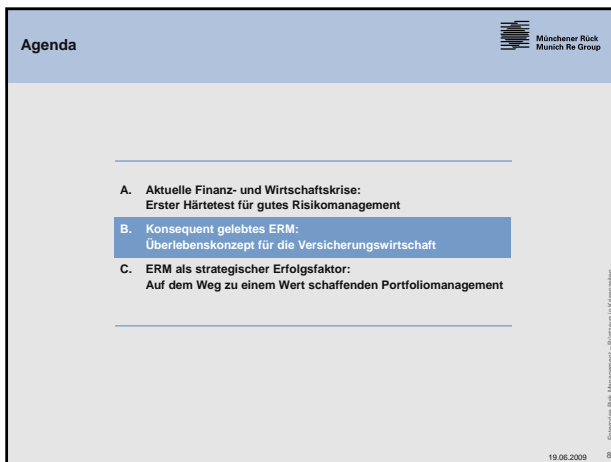 Agenda
Münchener Rück
Munich Re Group
A. Aktuelle Finanz- und Wirtschaftskrise:
Erster Härtetest für gutes Risikomanagement
B. Konsequent gelebtes ERM:
Überlebenskonzept für die Versicherungswirtschaft
C. ERM als strategischer Erfolgsfaktor:
Auf dem Weg zu einem Wert schaffenden Portfoliomanagement
19.06.2009